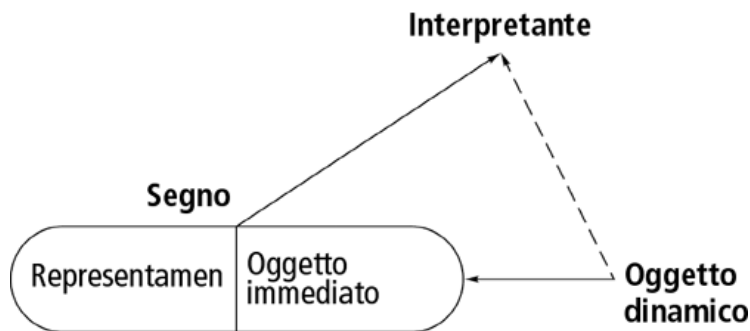 Interpretante
Segno
Representamen
Oggetto
immediato
Oggetto
dinamico